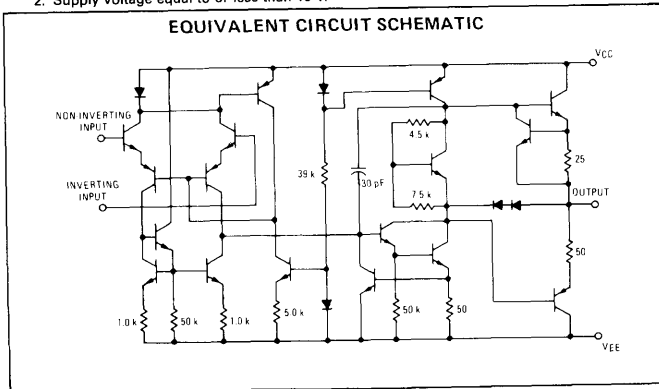 2. Supply voltage equal to or less than 15 V.
EQUIVALENT CIRCUIT SCHEMATIC
VCC
NON INVERTING
INPUT
4.5 k
25
39 k
30 pF
INVERTING
INPUT
7.5 k
OUTPUT
50
1.0 k
50 k
1.0 k
5.0 k
50 k
50
VEE